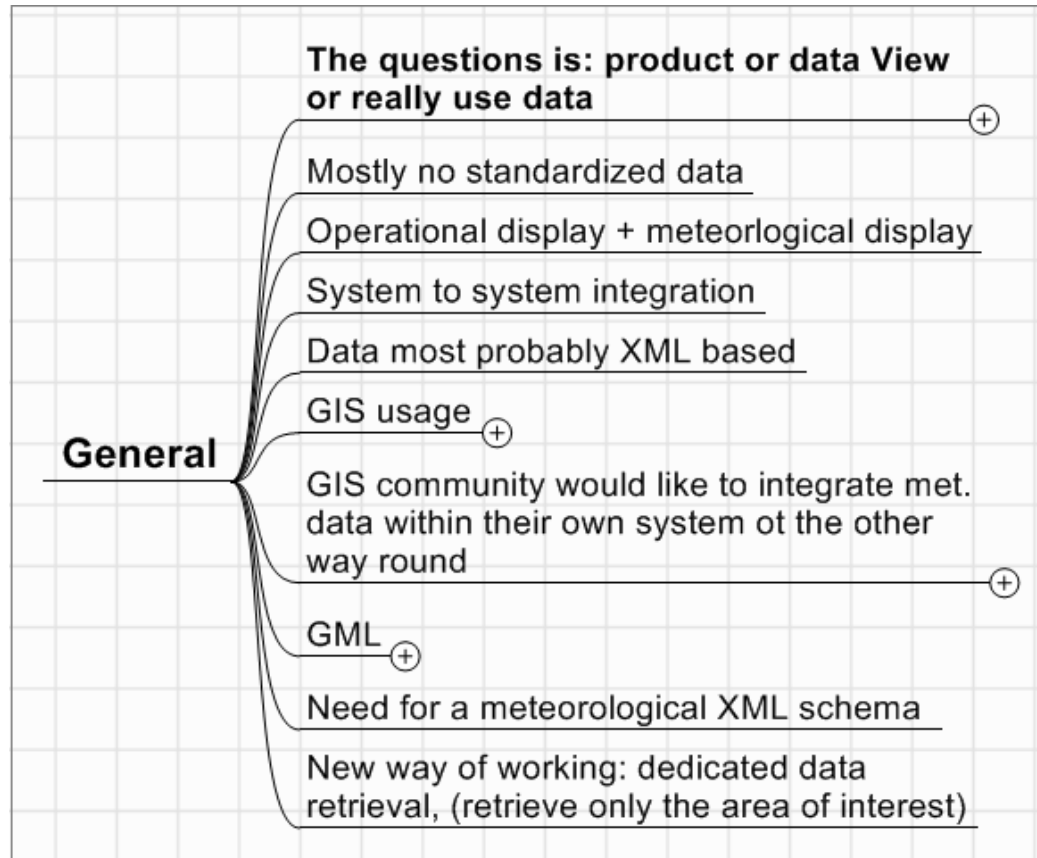 The questions is: product or data View
or really use data
Mostly no standardized data
Operational display + meteorlogical display
System to system integration
Data most probably XML based
GIS usage
General
GIS community would like to integrate met.
data within their own system ot the other
way round
GML
Need for a meteorological XML schema
New way of working: dedicated data
retrieval, (retrieve only the area of interest)